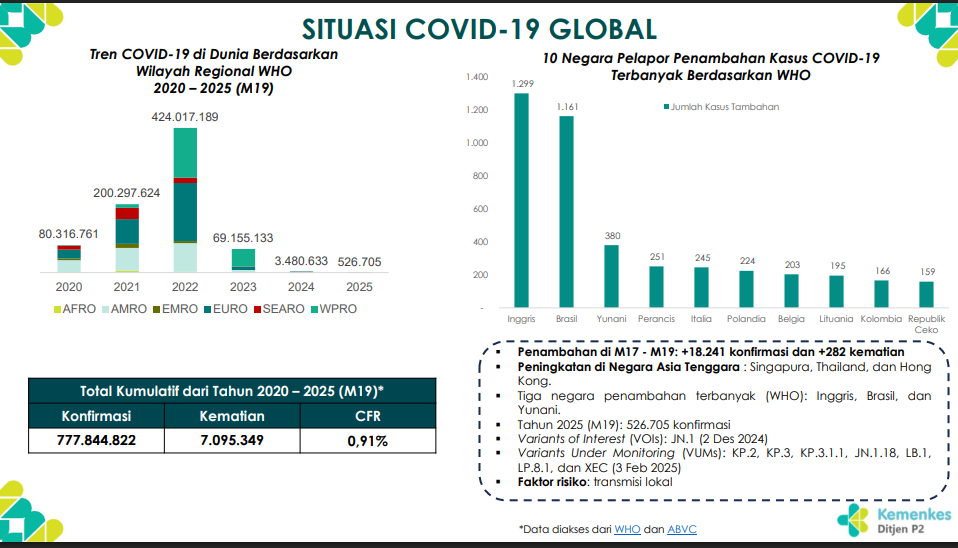 SITUASI COVID-19 GLOBAL
Tren COVID-19 di Dunia Berdasarkan
Wilayah Regional WHO
2020 – 2025 (M19)
424.017.189
200.297.624
80.316.761
69.155.133
3.480.633
526.705
2020
2021
2022
2023
2024
2025
AFRO
AMRO
EMRO
EURO
SEARO
WPRO
Total Kumulatif dari Tahun 2020 – 2025 (M19)*
Konfirmasi
Kematian
CFR
777.844.822
7.095.349
0,91%
10 Negara Pelapor Penambahan Kasus COVID-19
Terbanyak Berdasarkan WHO
Jumlah Kasus Tambahan
1.400
1.200
1.000
800
600
400
200
-
1.299
1.161
380
251
245
224
203
195
166
159
Inggris
Brasil
Yunani
Perancis
Italia
Polandia
Belgia
Lituania
Kolombia
Republik
Ceko
▪ Penambahan di M17 - M19: +18.241 konfirmasi dan +282 kematian
▪ Peningkatan di Negara Asia Tenggara : Singapura, Thailand, dan Hong
Kong.
▪ Tiga negara penambahan terbanyak (WHO): Inggris, Brasil, dan
Yunani.
▪ Tahun 2025 (M19): 526.705 konfirmasi
▪ Variants of Interest (VOIs): JN.1 (2 Des 2024)
▪ Variants Under Monitoring (VUMs): KP.2, KP.3, KP.3.1.1, JN.1.18, LB.1,
LP.8.1, dan XEC (3 Feb 2025)
▪ Faktor risiko: transmisi lokal
*Data diakses dari WHO dan ABVC
Kemenkes
Ditjen P2